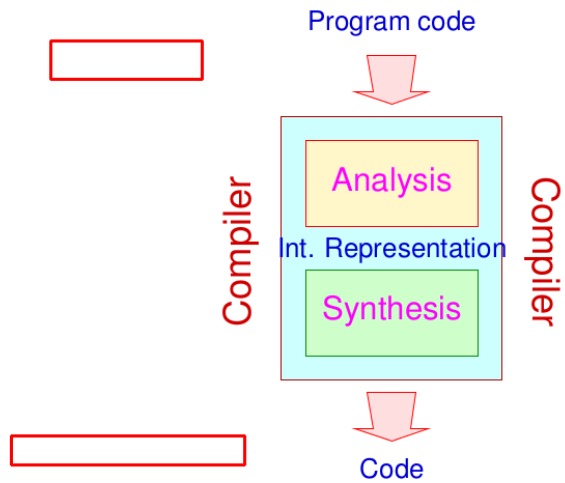 Program code
Compiler
Analysis
Int. Representation
Synthesis
Compiler
Code